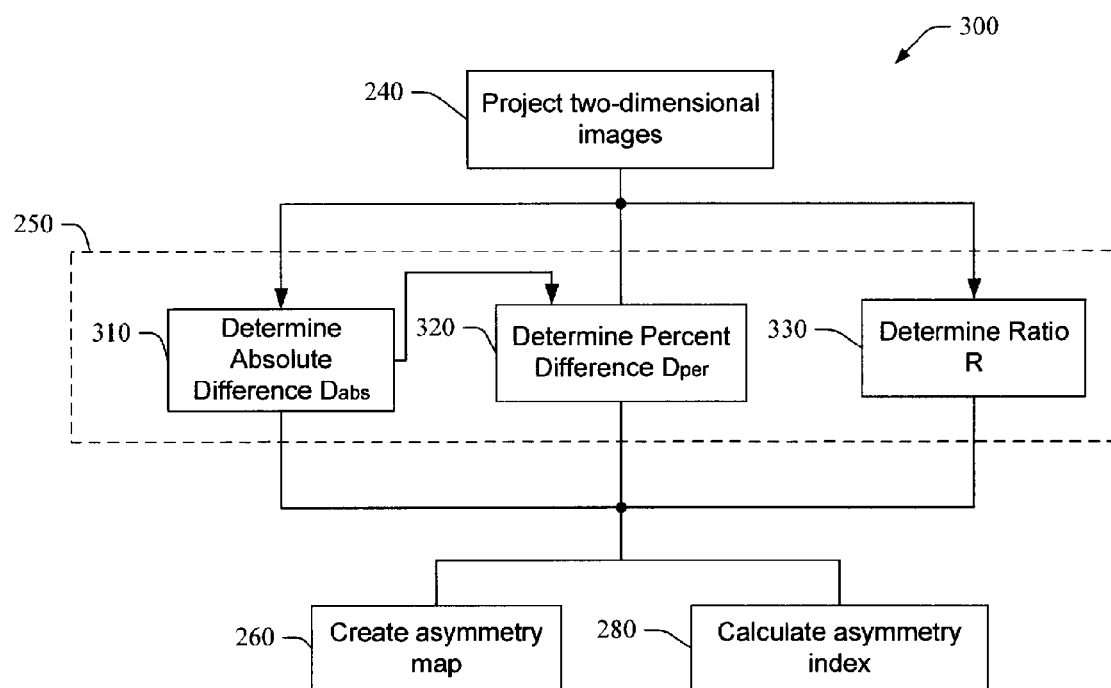 300
240
Project two-dimensional
images
250
310
Determine
Absolute
Difference Dabs
320
Determine Percent
Difference Dper
330
Determine Ratio
R
260
Create asymmetry
map
280
Calculate asymmetry
index